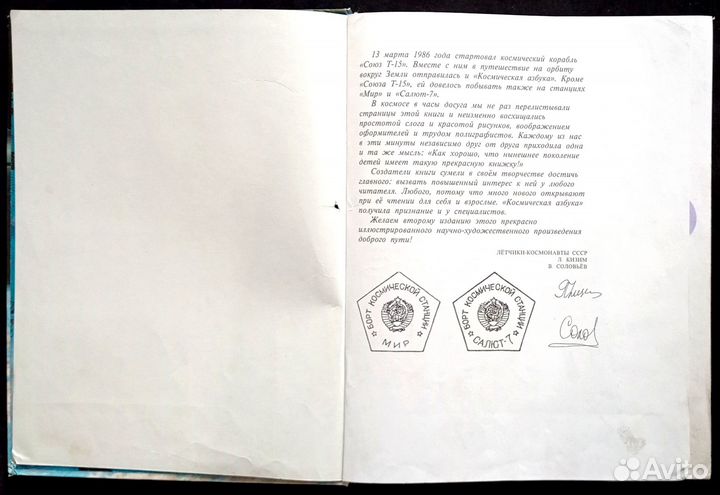 13 марта 1986 года стартовал космический корабль
«Союз Т-15». Вместе с ним в путешествие на орбиту
вокруг Земли отправилась и «Космическая азбука». Кроме
«Союза Т-15», ей довелось побывать также на станциях
«Мир» и «Салют-7».
В космосе в часы досуга мы не раз перелистывали
страницы этой книги и неизменно восхищались
простотой слога и красотой рисунков, воображением
оформителей и трудом полиграфистов. Каждому из нас
в эти минуты независимо друг от друга приходила одна
и та же мысль: «Как хорошо, что нынешнее поколение
детей имеет такую прекрасную книжку!»
Создатели книги сумели в своём творчестве достичь
главного: вызвать повышенный интерес к ней у любого
читателя. Любого, потому что много нового открывают
при её чтении для себя и взрослые. «Космическая азбука»
получила признание и у специалистов.
Желаем второму изданию этого прекрасно
иллюстрированного научно-художественного произведения
доброго пути!
ЛЁТЧИКИ-КОСМОНАВТЫ СССР
Л. КИЗИМ
В. СОЛОВЬЁВ
БОРТ КОСМИЧЕСКОЙ СТАНЦИИ
МИР
БОРТ КОСМИЧЕСКОЙ СТАНЦИИ
САЛЮТ-7
Avito